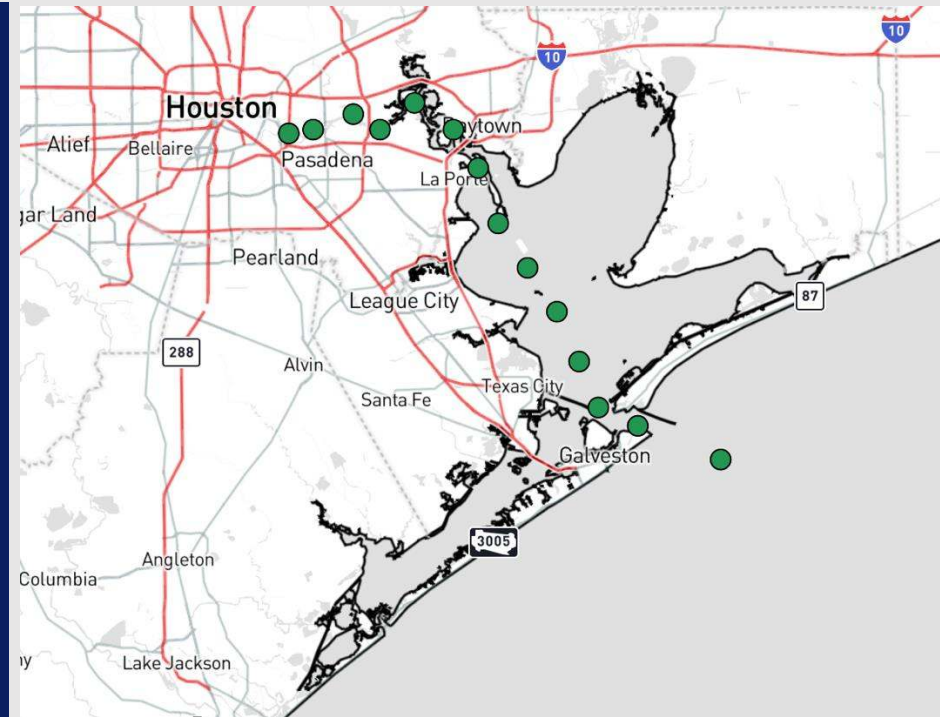 10
10
Houston
Baytown
Alief
Bellaire
Pasadena
La Porte
gar Land
Pearland
87
League City
288
Alvin
Texas City
Santa Fe
Galveston
3005
Angleton
Columbia
Lake Jackson